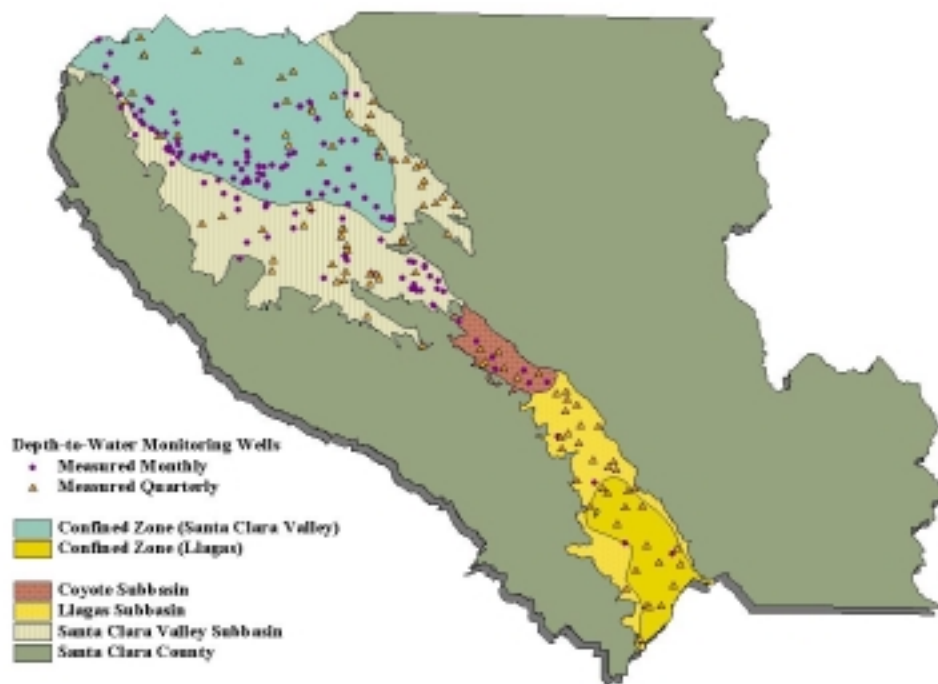 Depth-to-Water Monitoring Wells
Measured Monthly
Measured Quarterly
Confined Zone (Santa Clara Valley)
Confined Zone (Llagas)
Coyote Subbasin
Llagas Subbasin
Santa Clara Valley Subbasin
Santa Clara County